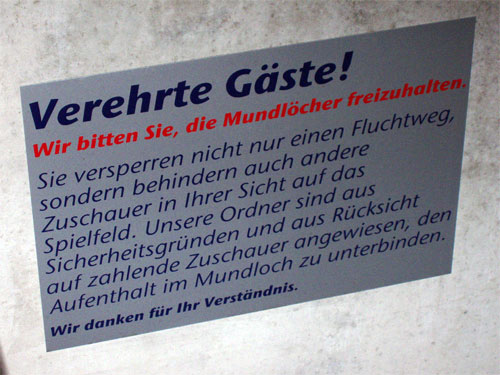 Verehrte Gäste!
Wir bitten Sie, die Mundlöcher freizuhalten.
Sie versperren nicht nur einen Fluchtweg,
sondern behindern auch andere
Zuschauer in Ihrer Sicht auf das
Spielfeld. Unsere Ordner sind aus
Sicherheitsgründen und aus Rücksicht
auf zahlende Zuschauer angewiesen, den
Aufenthalt im Mundloch zu unterbinden.
Wir danken für Ihr Verständnis.